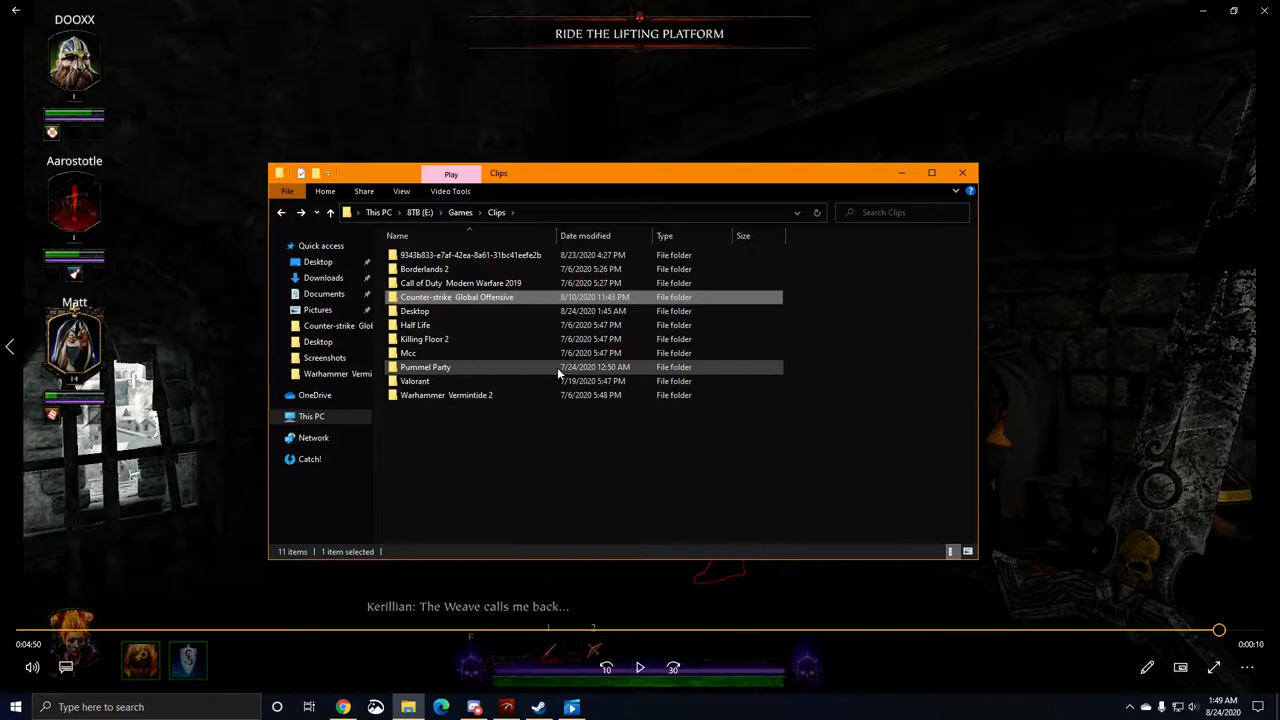 DOOXX
RIDE THE LIFTING PLATFORM
1
Aarostotle
1
Matt
14
Play
Clips
File
Home
Share
View
Video Tools
This PC
8TB (E:)
Games
Clips
Search Clips
Name
Date modified
Type
Size
Quick access
Desktop
Downloads
Documents
Pictures
Counter-strike Glob
Desktop
Screenshots
Warhammer Vermi
OneDrive
This PC
Network
Catch!
9343b833-e7af-42ea-8a61-31bc41eefe2b 8/23/2020 4:27 PM File folder
Borderlands 2 7/6/2020 5:26 PM File folder
Call of Duty Modern Warfare 2019 7/6/2020 5:27 PM File folder
Counter-strike Global Offensive 8/10/2020 11:43 PM File folder
Desktop 8/24/2020 1:45 AM File folder
Half Life 7/6/2020 5:47 PM File folder
Killing Floor 2 7/6/2020 5:47 PM File folder
Mcc 7/6/2020 5:47 PM File folder
Pummel Party 7/24/2020 12:50 AM File folder
Valorant 7/19/2020 5:47 PM File folder
Warhammer Vermintide 2 7/6/2020 5:48 PM File folder
11 items
1 item selected
Kerillian: The Weave calls me back...
F
1
2
0:04:50
0:00:10
10
30
Type here to search
1:49 AM
8/24/2020